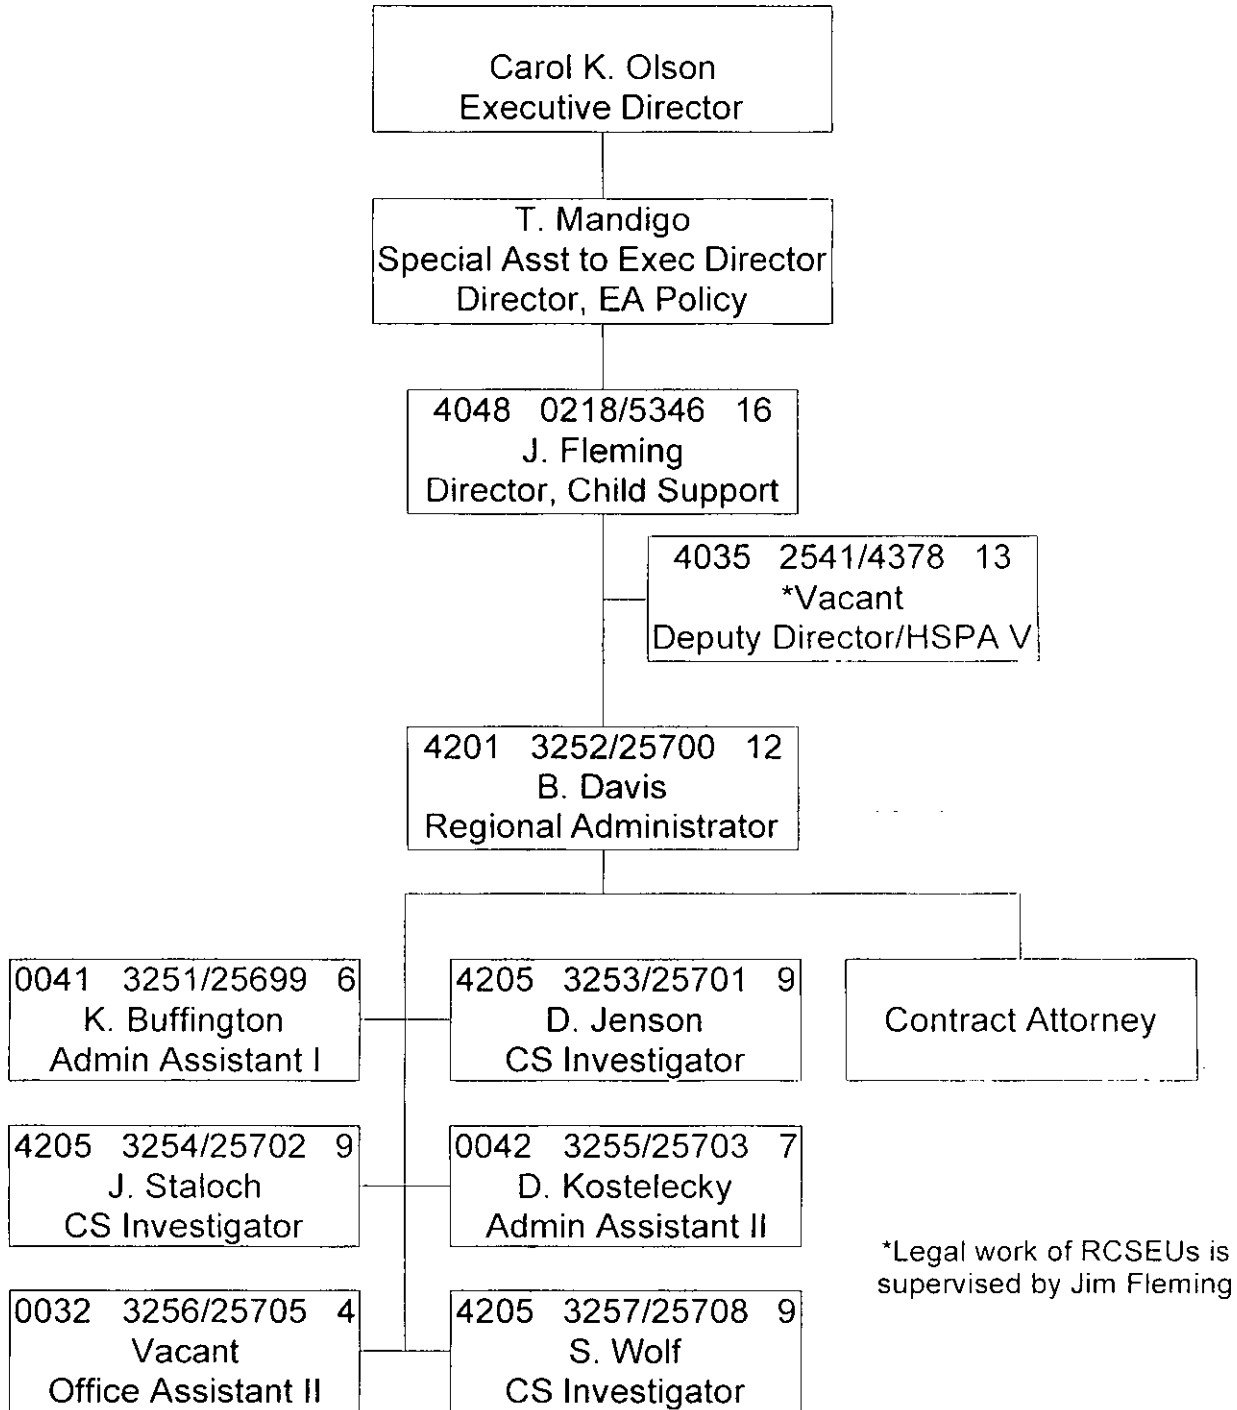 Carol K. Olson
Executive Director
T. Mandigo
Special Asst to Exec Director
Director, EA Policy
4048 0218/5346 16
J. Fleming
Director, Child Support
4035 2541/4378 13
*Vacant
Deputy Director/HSPA V
4201 3252/25700 12
B. Davis
Regional Administrator
0041 3251/25699 6
K. Buffington
Admin Assistant I
4205 3253/25701 9
D. Jenson
CS Investigator
Contract Attorney
4205 3254/25702 9
J. Staloch
CS Investigator
0042 3255/25703 7
D. Kostelecky
Admin Assistant II
*Legal work of RCSEUs is
supervised by Jim Fleming
0032 3256/25705 4
Vacant
Office Assistant II
4205 3257/25708 9
S. Wolf
CS Investigator